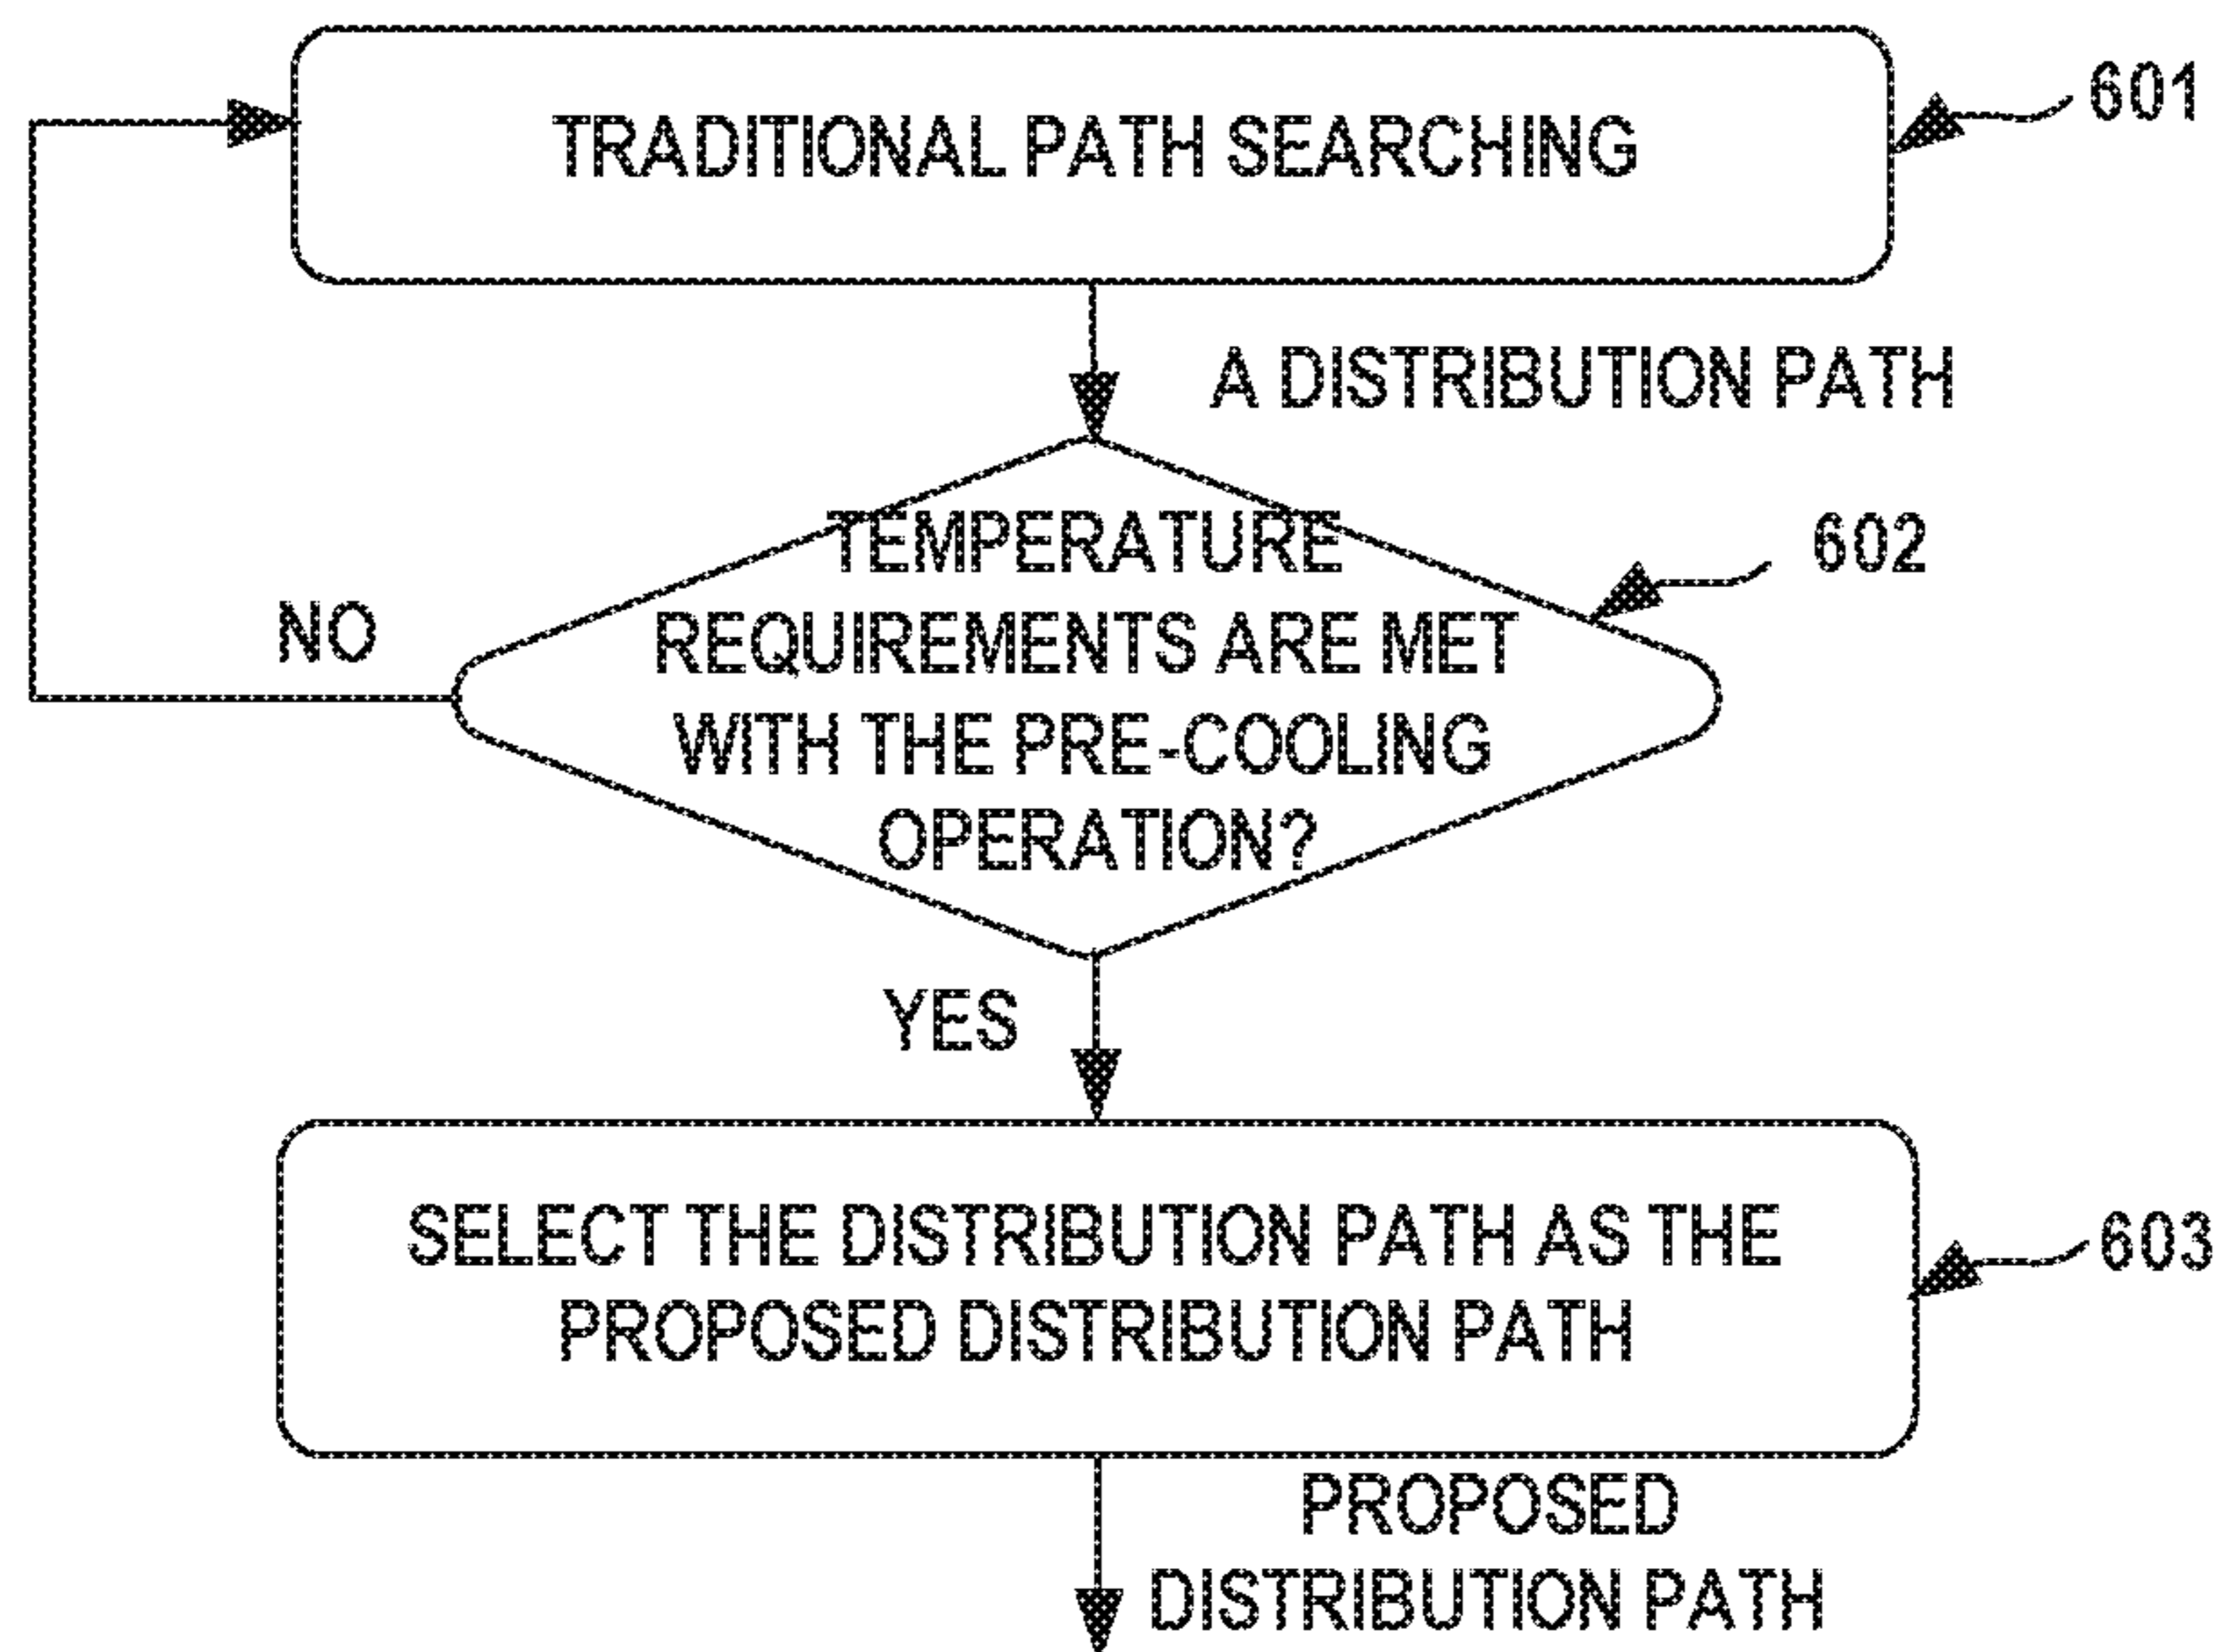 TRADITIONAL PATH SEARCHING
601
A DISTRIBUTION PATH
TEMPERATURE
REQUIREMENTS ARE MET
WITH THE PRE-COOLING
OPERATION?
602
NO
YES
SELECT THE DISTRIBUTION PATH AS THE
PROPOSED DISTRIBUTION PATH
603
PROPOSED
DISTRIBUTION PATH